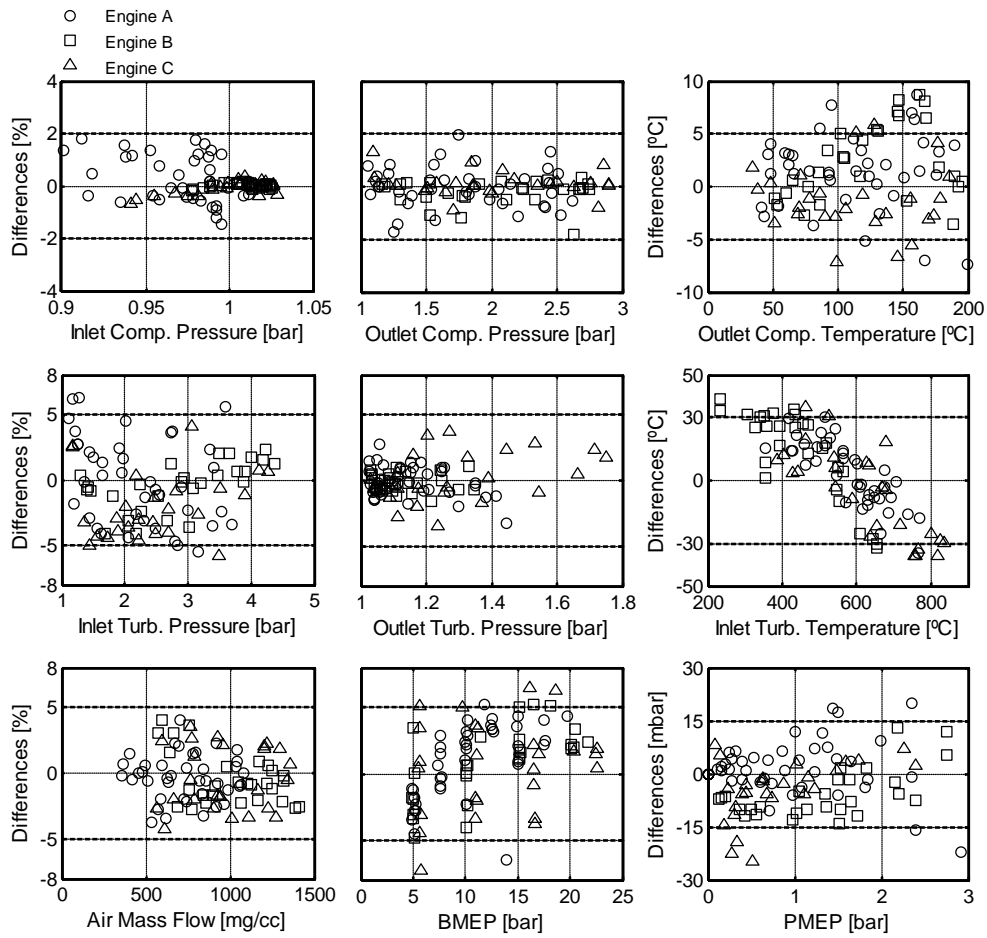 Engine A
Engine B
Engine C
Differences [%]
4
2
0
-2
-4
0.9 0.95 1 1.05
Inlet Comp. Pressure [bar]
1 1.5 2 2.5 3
Outlet Comp. Pressure [bar]
Differences [ºC]
10
5
0
-5
-10
0 50 100 150 200
Outlet Comp. Temperature [ºC]
Differences [%]
8
5
0
-5
-8
1 2 3 4 5
Inlet Turb. Pressure [bar]
1 1.2 1.4 1.6 1.8
Outlet Turb. Pressure [bar]
Differences [ºC]
50
30
0
-30
-50
200 400 600 800
Inlet Turb. Temperature [ºC]
Differences [%]
8
5
0
-5
-8
0 500 1000 1500
Air Mass Flow [mg/cc]
0 5 10 15 20 25
BMEP [bar]
Differences [mbar]
30
15
0
-15
-30
0 1 2 3
PMEP [bar]